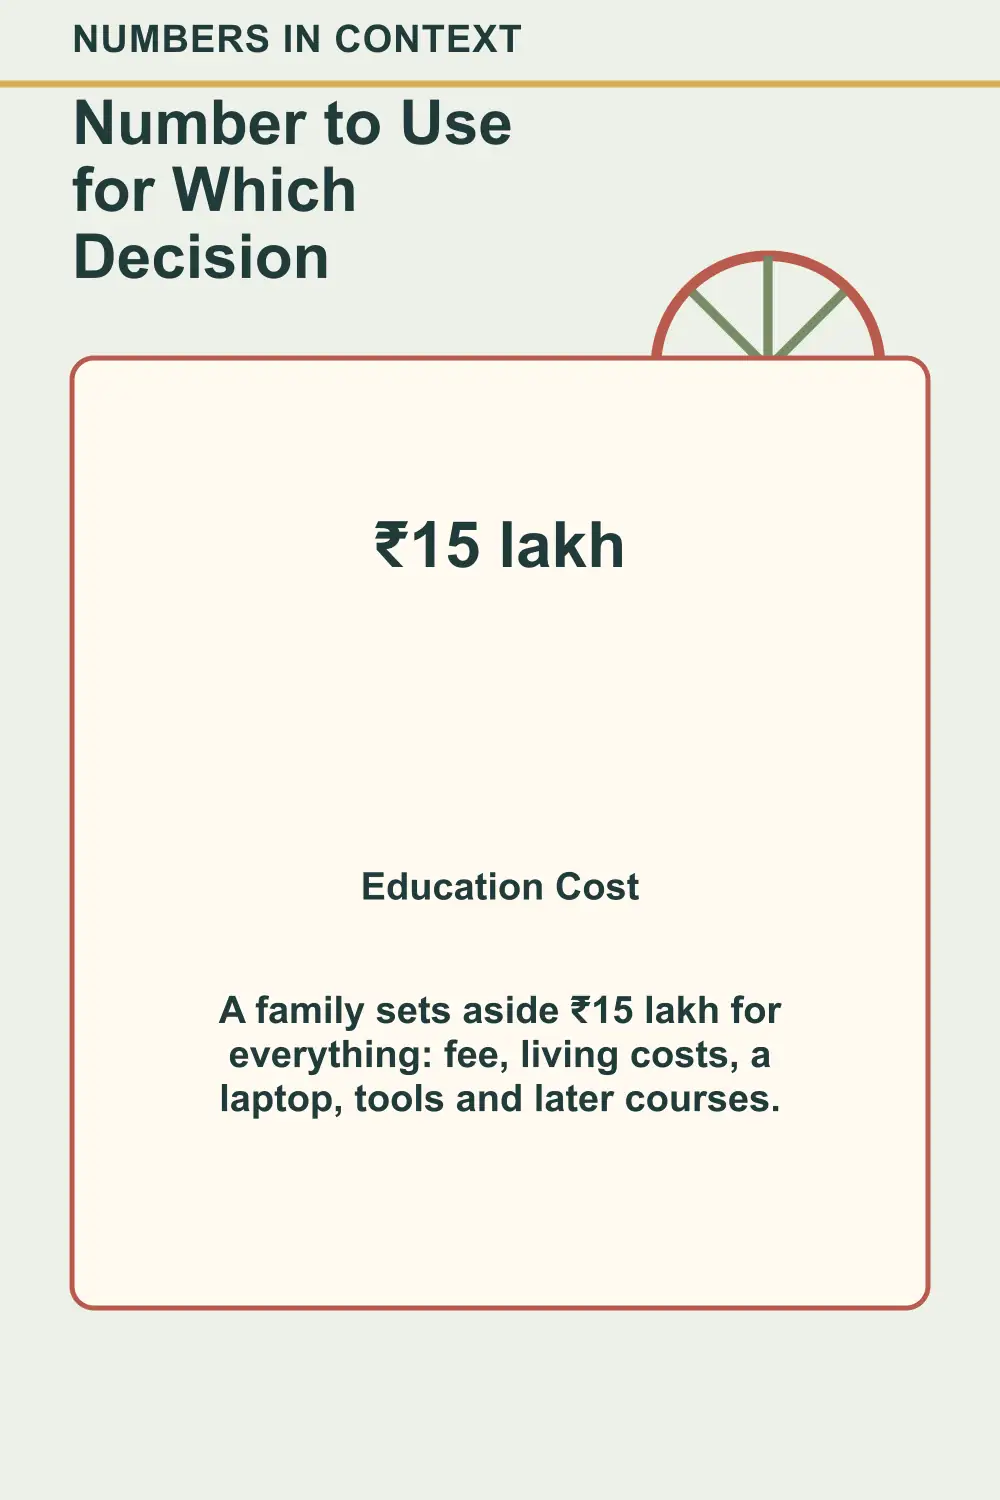 NUMBERS IN CONTEXT
Number to Use
for Which
Decision
₹15 lakh
Education Cost
A family sets aside ₹15 lakh for
everything: fee, living costs, a
laptop, tools and later courses.